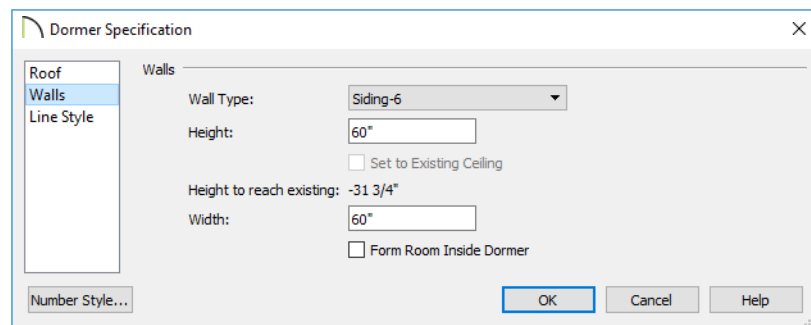 Dormer Specification
Roof
Walls
Line Style
Walls
Wall Type: Siding-6
Height: 60"
Set to Existing Ceiling
Height to reach existing: -31 3/4"
Width: 60"
Form Room Inside Dormer
Number Style... OK Cancel Help